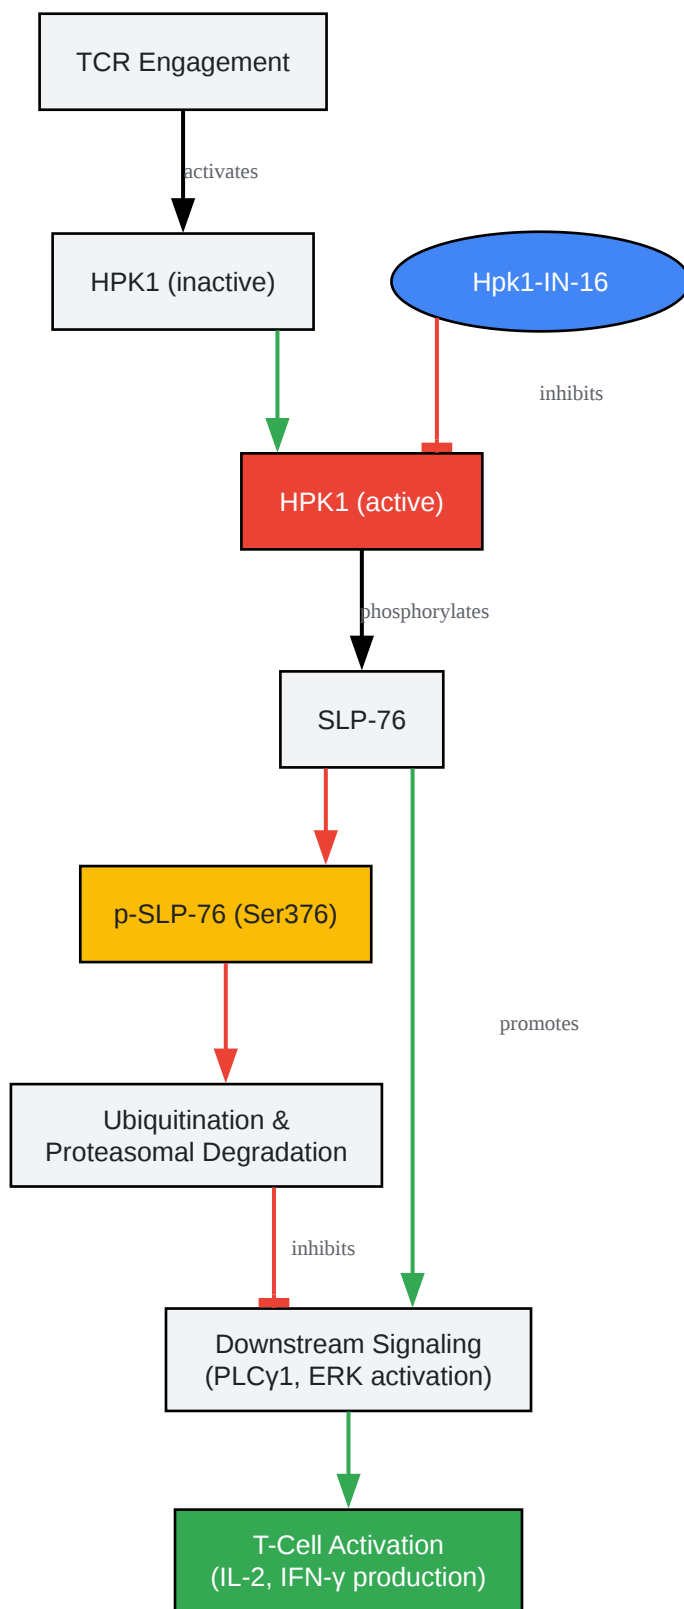 TCR Engagement
activates
HPK1 (inactive)
Hpk1-IN-16
inhibits
HPK1 (active)
phosphorylates
SLP-76
p-SLP-76 (Ser376)
promotes
Ubiquitination &
Proteasomal Degradation
inhibits
Downstream Signaling
(PLCγ1, ERK activation)
T-Cell Activation
(IL-2, IFN-γ production)